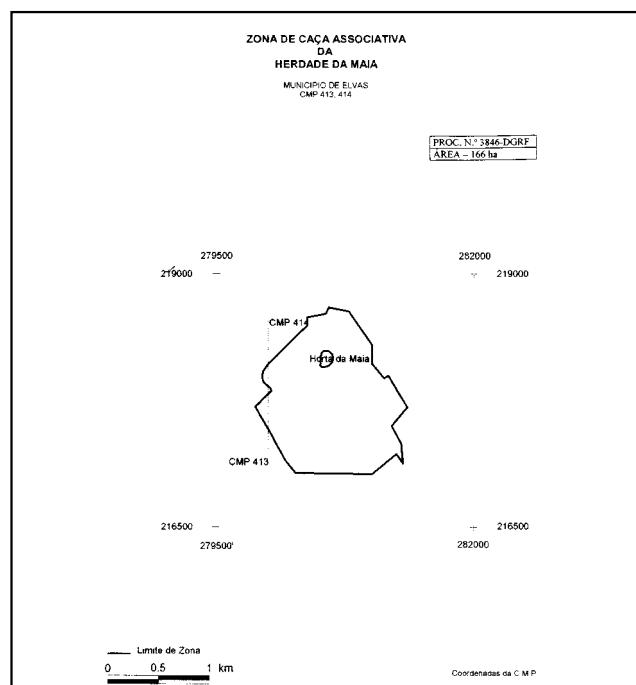 ZONA DE CAÇA ASSOCIATIVA
DA
HERDADE DA MAIA
MUNICIPIO DE ELVAS
CMP 413, 414
PROC. N.º 3846-DGRF
ÁREA – 166 ha
279500 282000
219000 219000
CMP 414
Horta da Maia
CMP 413
216500 216500
279500 282000
Limite de Zona
0 0.5 1 km
Coordenadas da C M P